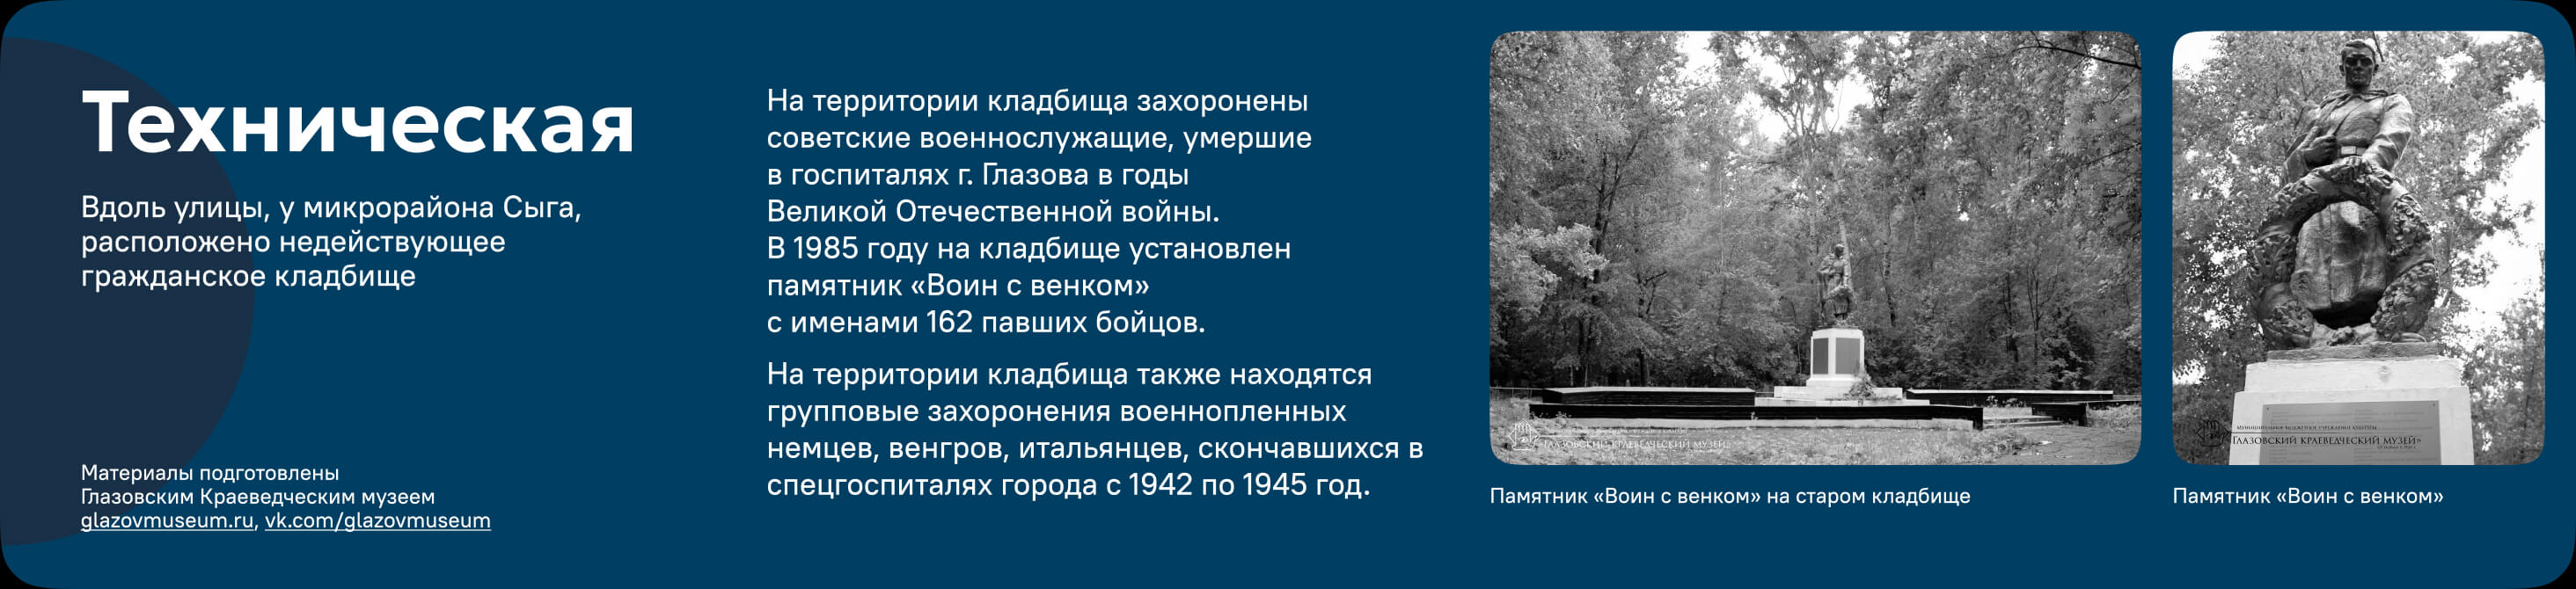 Техническая
Вдоль улицы, у микрорайона Сыга,
расположено недействующее
гражданское кладбище
Материалы подготовлены
Глазовским Краеведческим музеем
glazovmuseum.ru, vk.com/glazovmuseum
На территории кладбища захоронены
советские военнослужащие, умершие
в госпиталях г. Глазова в годы
Великой Отечественной войны.
В 1985 году на кладбище установлен
памятник «Воин с венком»
с именами 162 павших бойцов.
На территории кладбища также находятся
групповые захоронения военнопленных
немцев, венгров, итальянцев, скончавшихся в
спецгоспиталях города с 1942 по 1945 год.
Глазовский краеведческий музей»
Памятник «Воин с венком» на старом кладбище
Муниципальное бюджетное учреждение культуры
Глазовский краеведческий музей»
Памятник «Воин с венком»